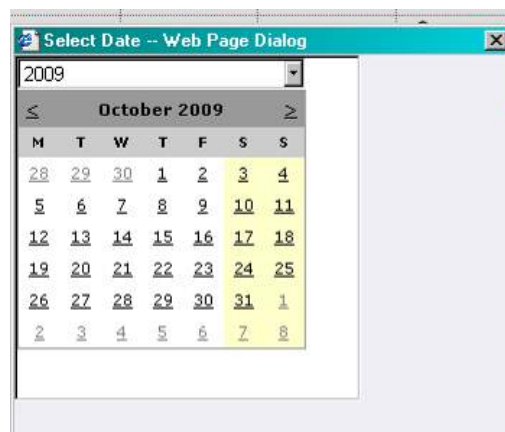 Select Date -- Web Page Dialog
2009
< October 2009 >
M T W T F S S
28 29 30 1 2 3 4
5 6 7 8 9 10 11
12 13 14 15 16 17 18
19 20 21 22 23 24 25
26 27 28 29 30 31 1
2 3 4 5 6 7 8